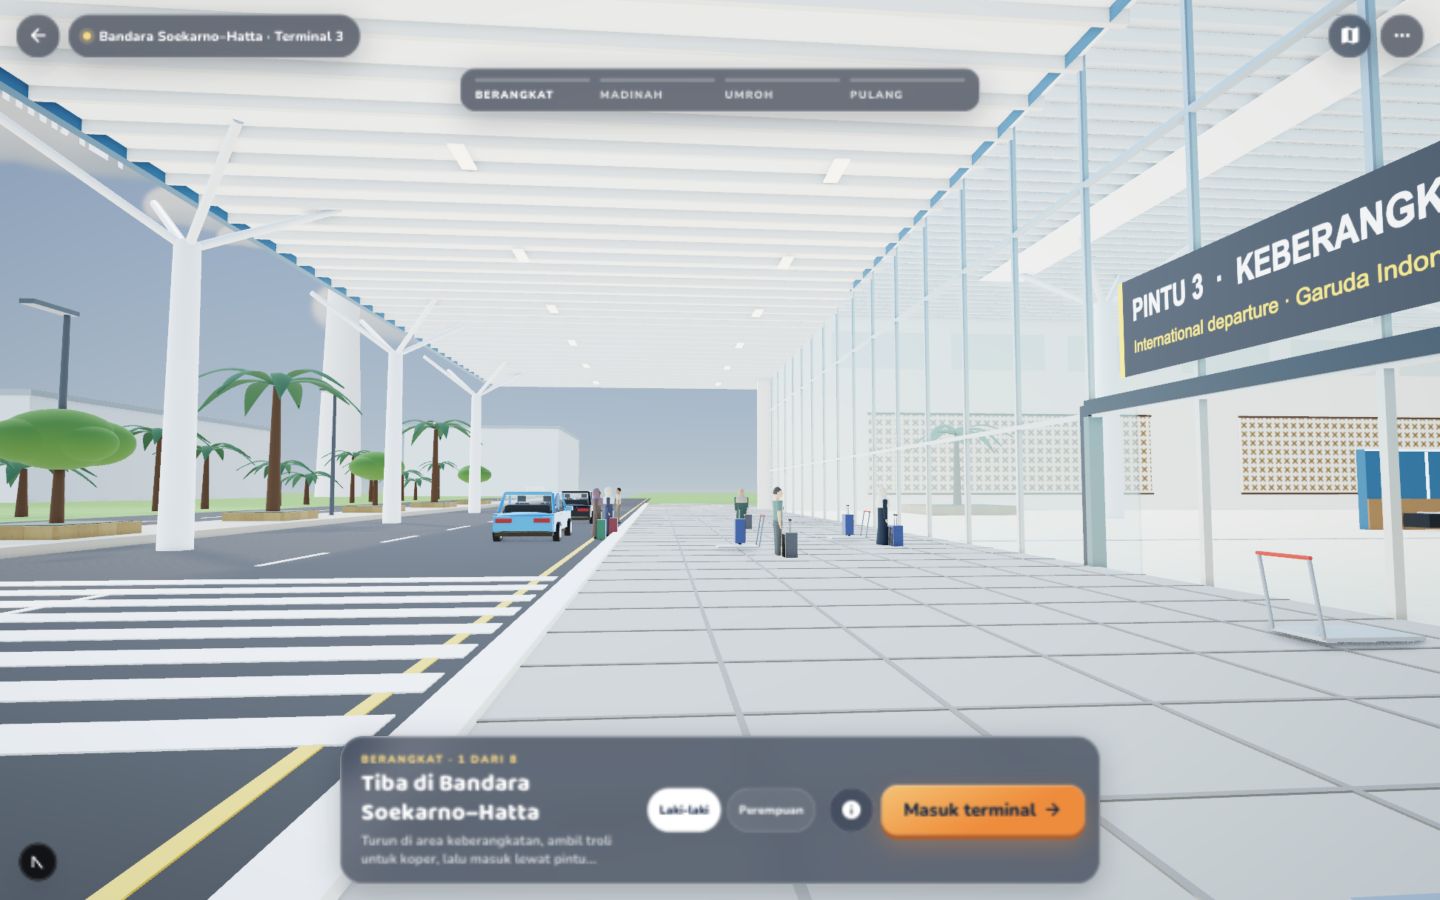 Bandara Soekarno-Hatta · Terminal 3
BERANGKAT
MADINAH
UMROH
PULANG
PINTU 3 · KEBERANGK
International departure · Garuda Indon
BERANGKAT · 1 DARI 8
Tiba di Bandara
Soekarno-Hatta
Turun di area keberangkatan, ambil troli
untuk koper, lalu masuk lewat pintu...
Laki-laki
Perempuan
Masuk terminal →